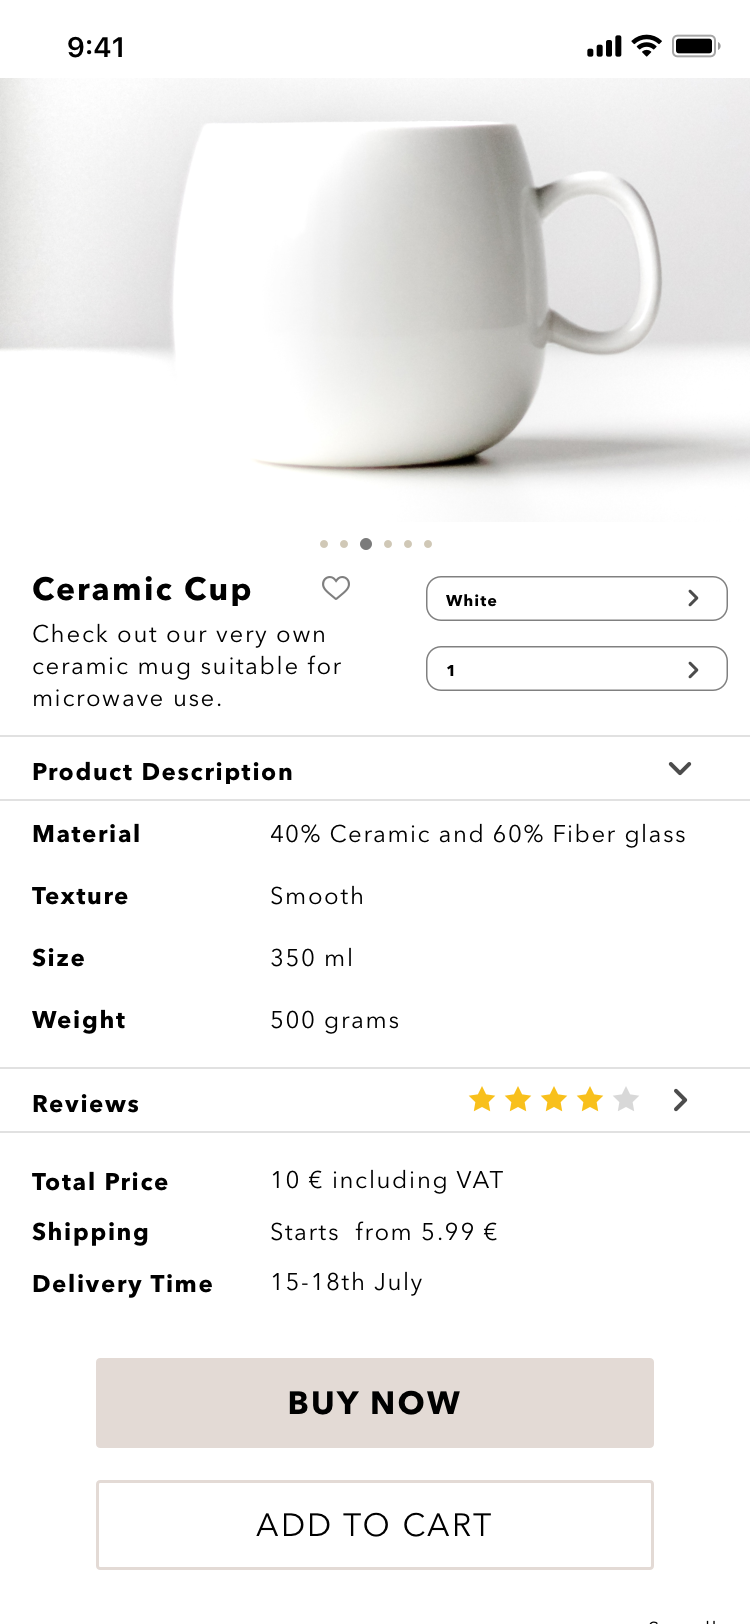 9:41
Ceramic Cup
Check out our very own
ceramic mug suitable for
microwave use.
White
1
Product Description
Material 40% Ceramic and 60% Fiber glass
Texture Smooth
Size 350 ml
Weight 500 grams
Reviews
Total Price 10 € including VAT
Shipping Starts  from 5.99 €
Delivery Time 15-18th July
BUY NOW
ADD TO CART